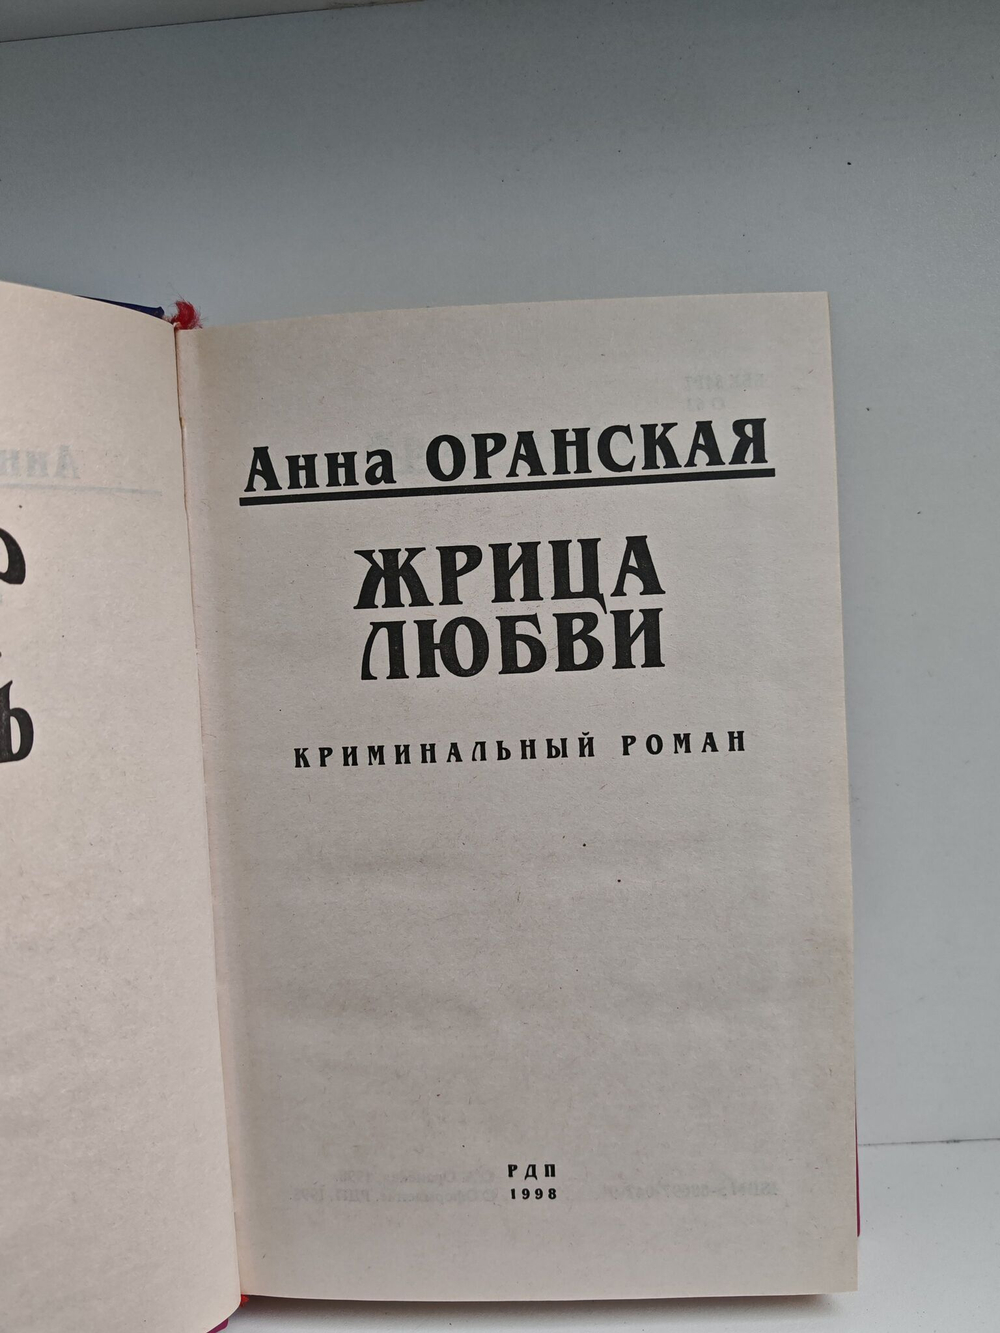 Анна ОРАНСКАЯ
ЖРИЦА
ЛЮБВИ
КРИМИНАЛЬНЫЙ РОМАН
РДП
1998